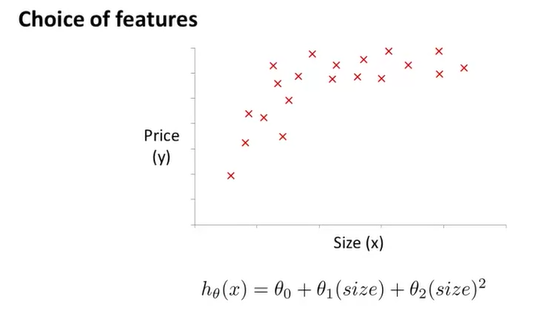 Choice of features
Price
(y)
Size (x)
hθ(x) = θ0 + θ1(size) + θ2(size)²